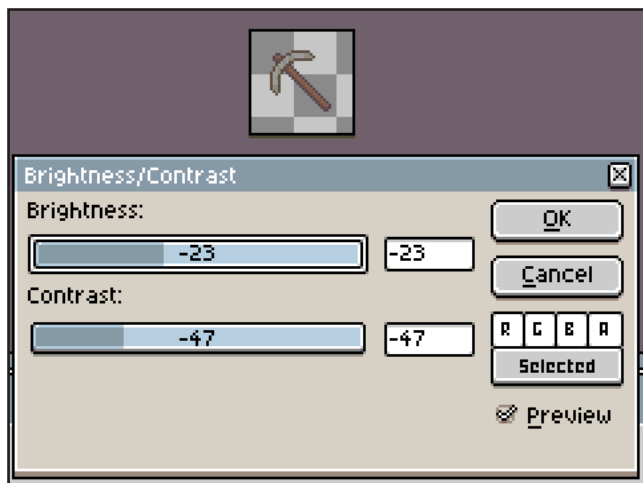 Brightness/Contrast
Brightness:
-23 -23
Contrast:
-47 -47
OK
Cancel
R G B A
Selected
Preview